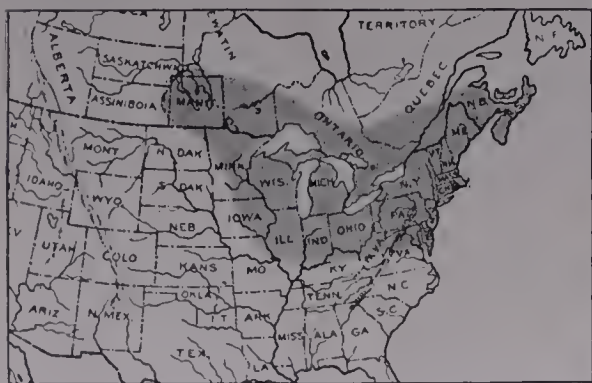 TERRITORY
N F
ALBERTA
SASKATCHWN
QUEBEC
ASSINIBOIA
MANIT
ONTARIO
N B
ME
MONT
N DAK
MINN
WIS.
MICH
N.Y
IDAHO
S DAK
WYO
IOWA
PA
NEB
ILL
IND
OHIO
UTAH
COLO
KANS
MO
KY
W VA
VA
N C
TENN
ARIZ
N MEX
OKLA
I T
ARK
S.C
MISS
ALA
GA
TEX
LA